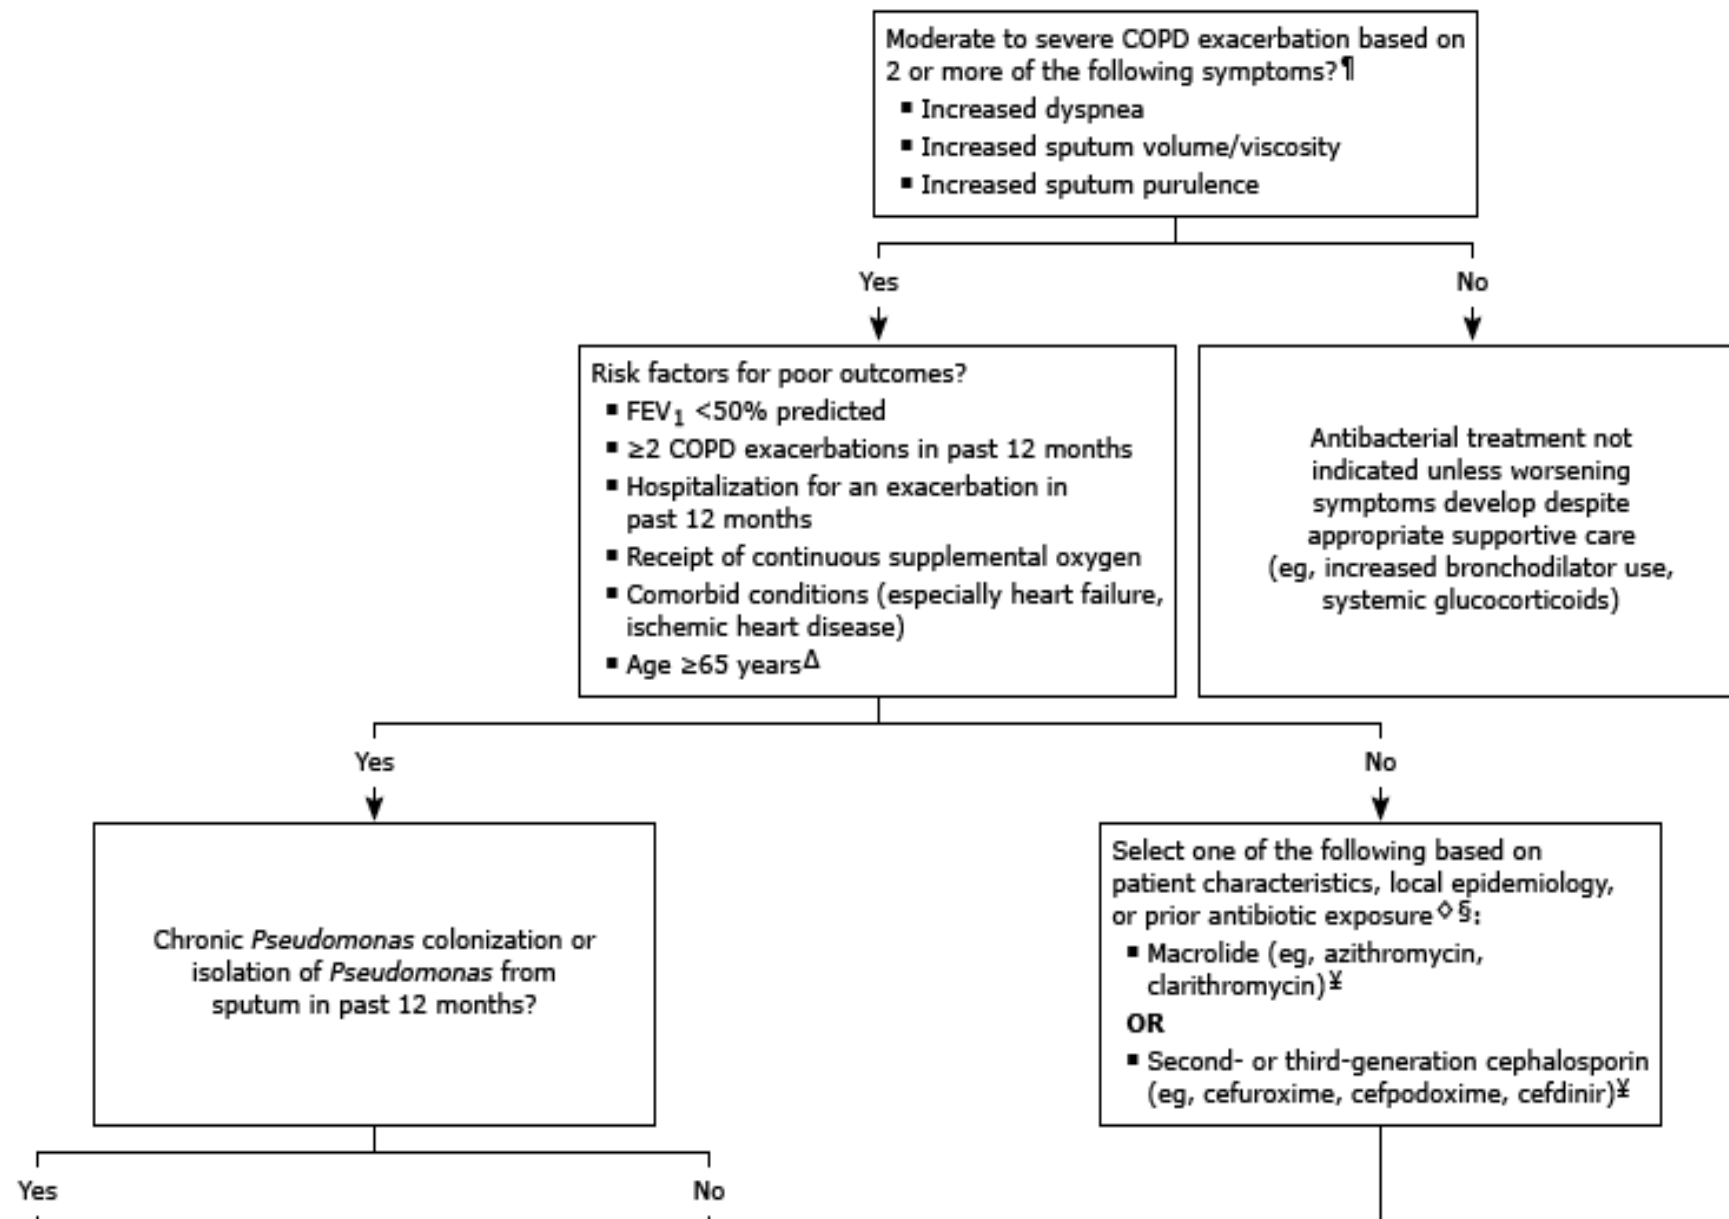 Moderate to severe COPD exacerbation based on
2 or more of the following symptoms?¶
▪ Increased dyspnea
▪ Increased sputum volume/viscosity
▪ Increased sputum purulence
Yes
No
Risk factors for poor outcomes?
▪ FEV₁ <50% predicted
▪ ≥2 COPD exacerbations in past 12 months
▪ Hospitalization for an exacerbation in
past 12 months
▪ Receipt of continuous supplemental oxygen
▪ Comorbid conditions (especially heart failure,
ischemic heart disease)
▪ Age ≥65 yearsΔ
Antibacterial treatment not
indicated unless worsening
symptoms develop despite
appropriate supportive care
(eg, increased bronchodilator use,
systemic glucocorticoids)
Yes
No
Chronic Pseudomonas colonization or
isolation of Pseudomonas from
sputum in past 12 months?
Select one of the following based on
patient characteristics, local epidemiology,
or prior antibiotic exposure◊§:
▪ Macrolide (eg, azithromycin,
clarithromycin)¥
OR
▪ Second- or third-generation cephalosporin
(eg, cefuroxime, cefpodoxime, cefdinir)¥
Yes
No